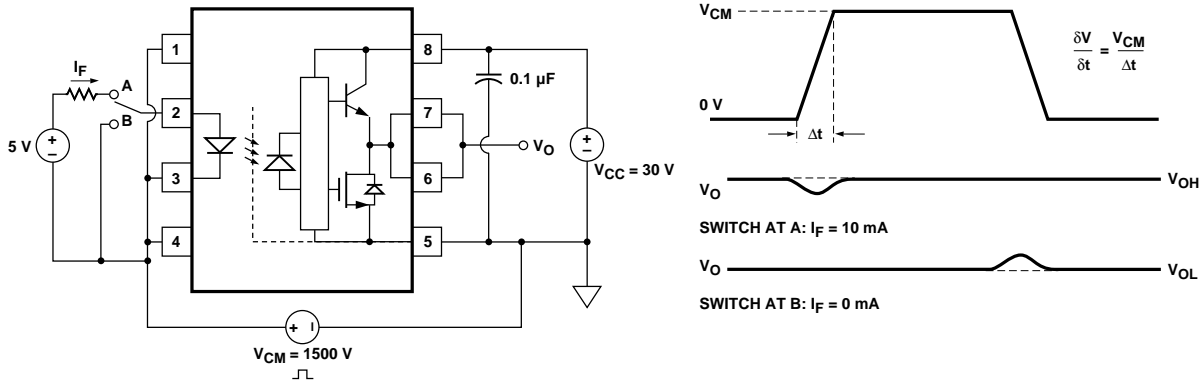 I_F
A
B
5 V
+
−
1
2
3
4
8
7
6
5
0.1 µF
V_O
+
−
V_CC = 30 V
+ −
V_CM = 1500 V
V_CM
0 V
Δt
δV/δt = V_CM/Δt
V_O
V_OH
SWITCH AT A: I_F = 10 mA
V_O
V_OL
SWITCH AT B: I_F = 0 mA